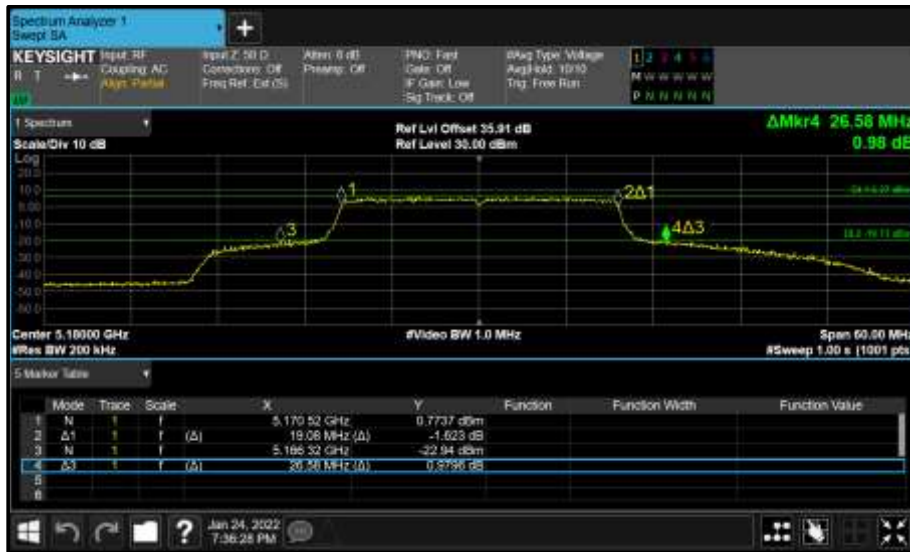 Spectrum Analyzer 1
Swept SA
+
KEYSIGHT Input: RF
R T Coupling: AC
Align: Partial
Input Z: 50 Ω
Corrections: Off
Freq Ref: Ext (S)
Atten: 6 dB
Preamp: Off
PNO: Fast
Gate: Off
IF Gain: Low
Sig Track: Off
#Avg Type: Voltage
Avg|Hold: 10/10
Trig: Free Run
1 2 3 4 5 6
M W W W W W
P N N N N N
1 Spectrum
Scale/Div 10 dB
Ref Lvl Offset 35.91 dB
Ref Level 30.00 dBm
ΔMkr4 26.58 MHz
0.98 dB
Log
20.0
10.0
0.00
-10.0
-20.0
-30.0
-40.0
-50.0
-60.0
1
2Δ1
3
4Δ3
Center 5.18000 GHz
#Res BW 200 kHz
#Video BW 1.0 MHz
Span 60.00 MHz
#Sweep 1.00 s (1001 pts
5 Marker Table
Mode Trace Scale X Y Function Function Width Function Value
1 N 1 f 5.170 52 GHz 0.7737 dBm
2 Δ1 1 f (Δ) 19.08 MHz (Δ) -1.623 dB
3 N 1 f 5.166 32 GHz -22.94 dBm
4 Δ3 1 f (Δ) 26.58 MHz (Δ) 0.9796 dB
5
6
?
Jan 24, 2022
7:36:28 PM